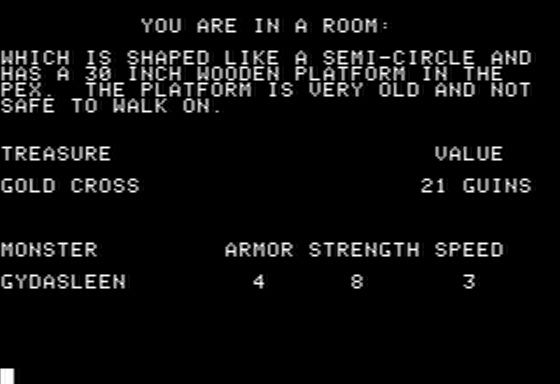 YOU ARE IN A ROOM:
WHICH IS SHAPED LIKE A SEMI-CIRCLE AND
HAS A 30 INCH WOODEN PLATFORM IN THE
PEX.  THE PLATFORM IS VERY OLD AND NOT
SAFE TO WALK ON.
TREASURE VALUE
GOLD CROSS 21 GUINS
MONSTER ARMOR STRENGTH SPEED
GYDASLEEN 4 8 3